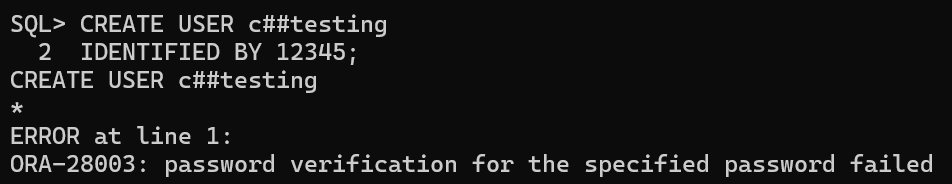 SQL> CREATE USER c##testing
  2  IDENTIFIED BY 12345;
CREATE USER c##testing
*
ERROR at line 1:
ORA-28003: password verification for the specified password failed